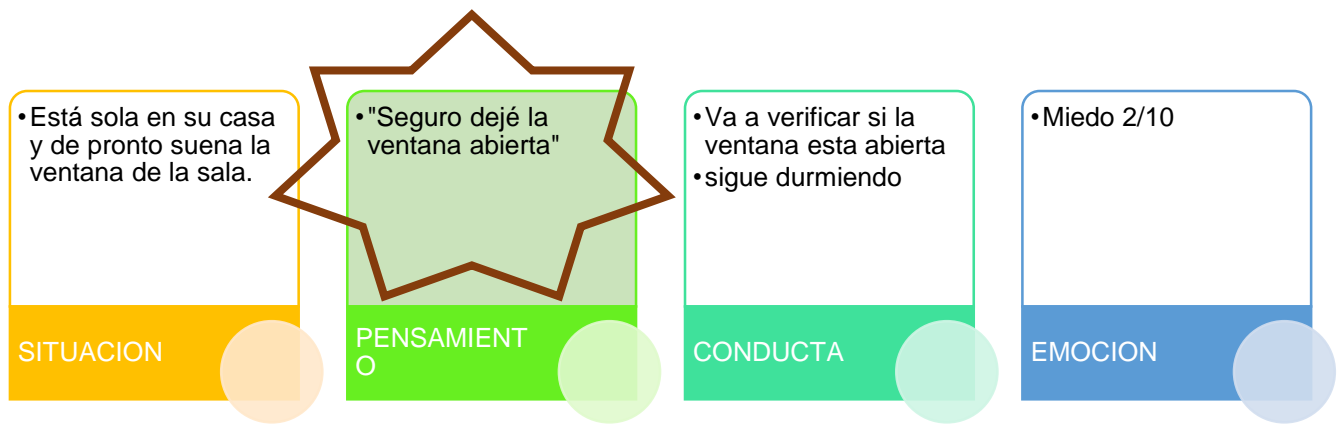 •Está sola en su casa
y de pronto suena la
ventana de la sala.
SITUACION
•"Seguro dejé la
ventana abierta"
PENSAMIENT
O
•Va a verificar si la
ventana esta abierta
•sigue durmiendo
CONDUCTA
•Miedo 2/10
EMOCION